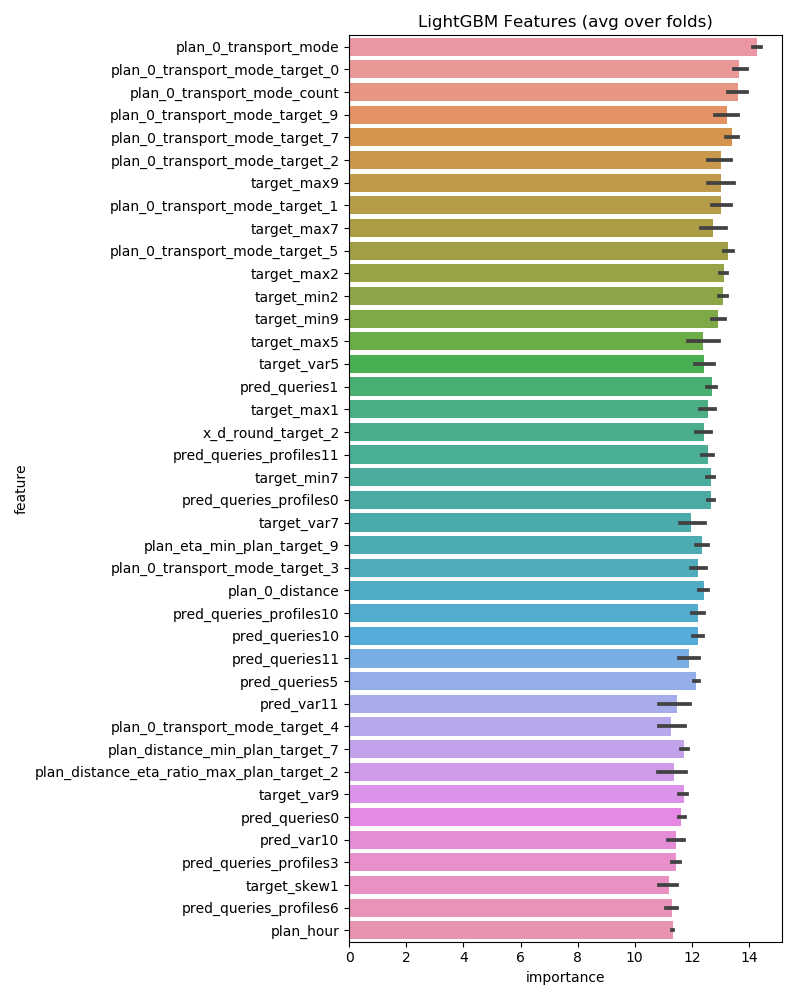 LightGBM Features (avg over folds)
plan_0_transport_mode
plan_0_transport_mode_target_0
plan_0_transport_mode_count
plan_0_transport_mode_target_9
plan_0_transport_mode_target_7
plan_0_transport_mode_target_2
target_max9
plan_0_transport_mode_target_1
target_max7
plan_0_transport_mode_target_5
target_max2
target_min2
target_min9
target_max5
target_var5
pred_queries1
target_max1
x_d_round_target_2
pred_queries_profiles11
target_min7
pred_queries_profiles0
target_var7
plan_eta_min_plan_target_9
plan_0_transport_mode_target_3
plan_0_distance
pred_queries_profiles10
pred_queries10
pred_queries11
pred_queries5
pred_var11
plan_0_transport_mode_target_4
plan_distance_min_plan_target_7
plan_distance_eta_ratio_max_plan_target_2
target_var9
pred_queries0
pred_var10
pred_queries_profiles3
target_skew1
pred_queries_profiles6
plan_hour
feature
0 2 4 6 8 10 12 14
importance